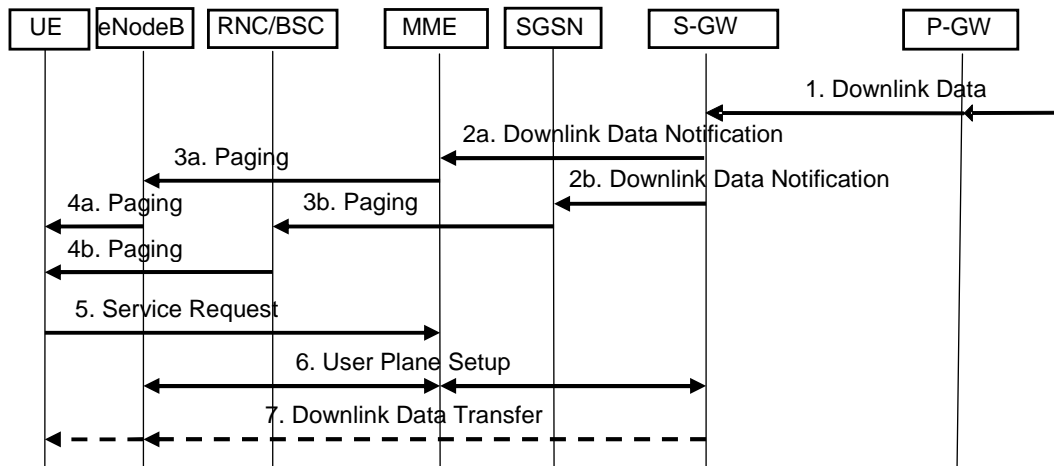 UE
eNodeB
RNC/BSC
MME
SGSN
S-GW
P-GW
1. Downlink Data
2a. Downlink Data Notification
3a. Paging
2b. Downlink Data Notification
4a. Paging
3b. Paging
4b. Paging
5. Service Request
6. User Plane Setup
7. Downlink Data Transfer